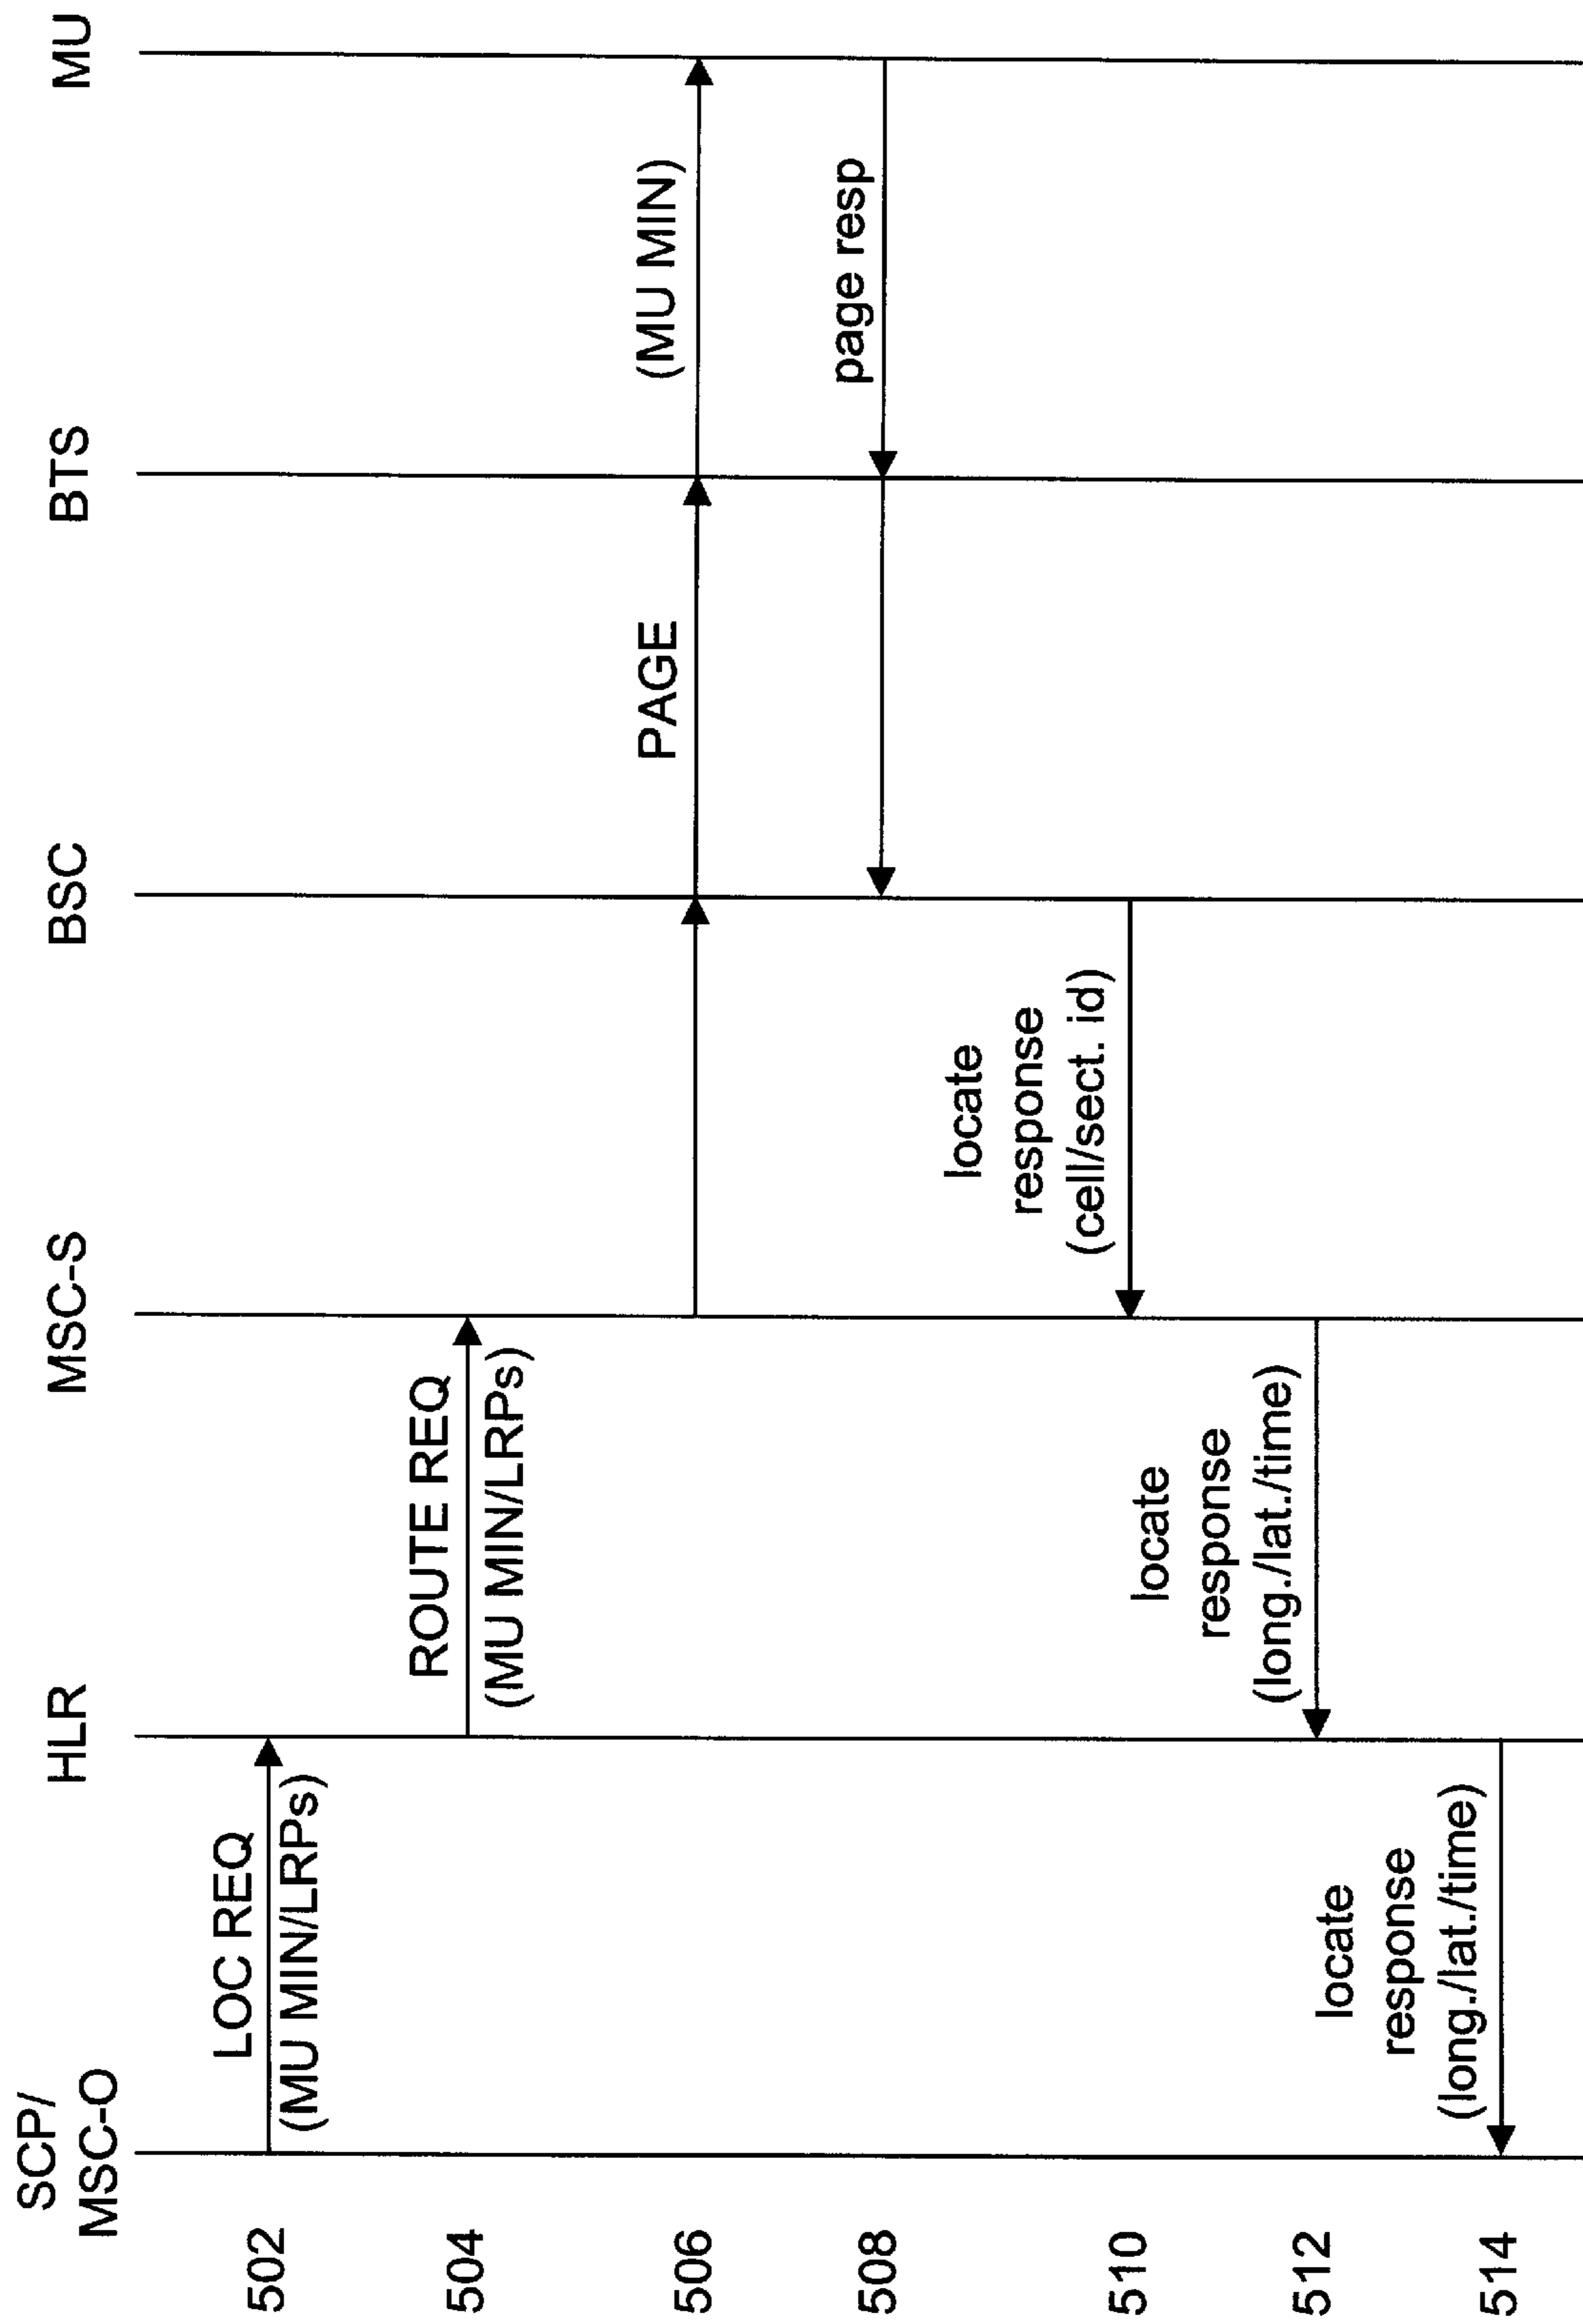 SCP/
MSC-O
HLR
MSC-S
BSC
BTS
MU
502
LOC REQ
(MU MIN/LRPs)
504
ROUTE REQ
(MU MIN/LRPs)
506
PAGE
(MU MIN)
508
page resp
510
locate
response
(cell/sect. id)
512
locate
response
(long./lat./time)
514
locate
response
(long./lat./time)